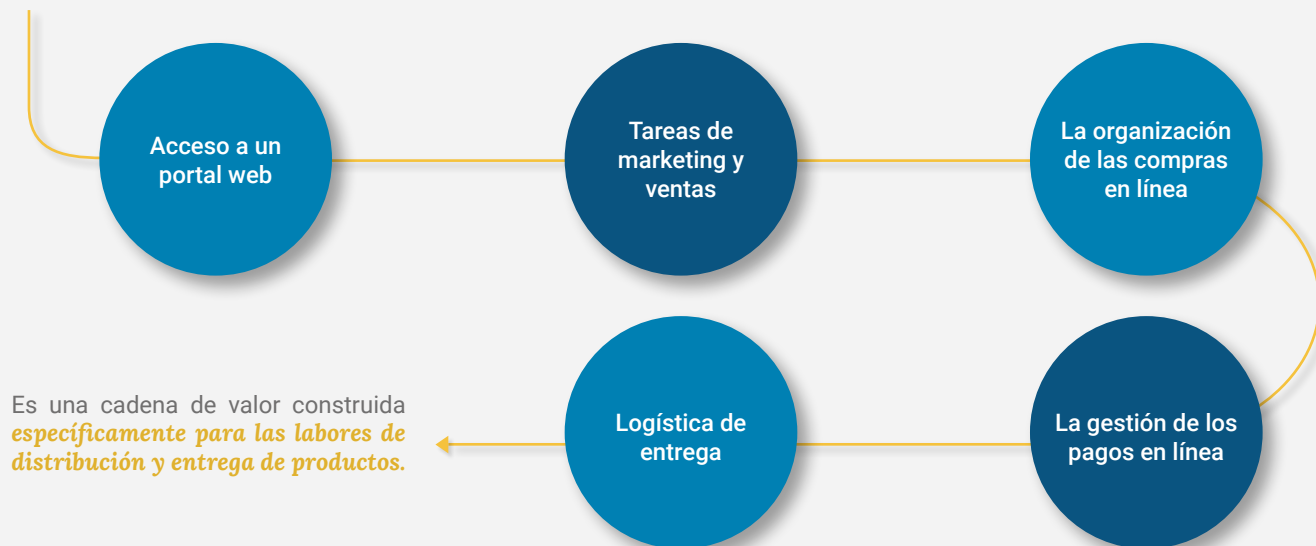 Acceso a un
portal web
Tareas de
marketing y
ventas
La organización
de las compras
en línea
La gestión de los
pagos en línea
Logística de
entrega
Es una cadena de valor construida
específicamente para las labores de
distribución y entrega de productos.